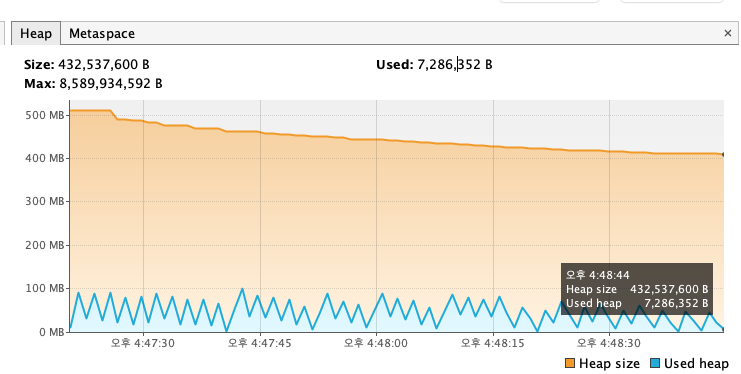 Heap Metaspace ×
Size: 432,537,600 B Used: 7,286,352 B
Max: 8,589,934,592 B
500 MB
400 MB
300 MB
200 MB
100 MB
0 MB
오후 4:48:44
Heap size 432,537,600 B
Used heap 7,286,352 B
오후 4:47:30 오후 4:47:45 오후 4:48:00 오후 4:48:15 오후 4:48:30
Heap size Used heap